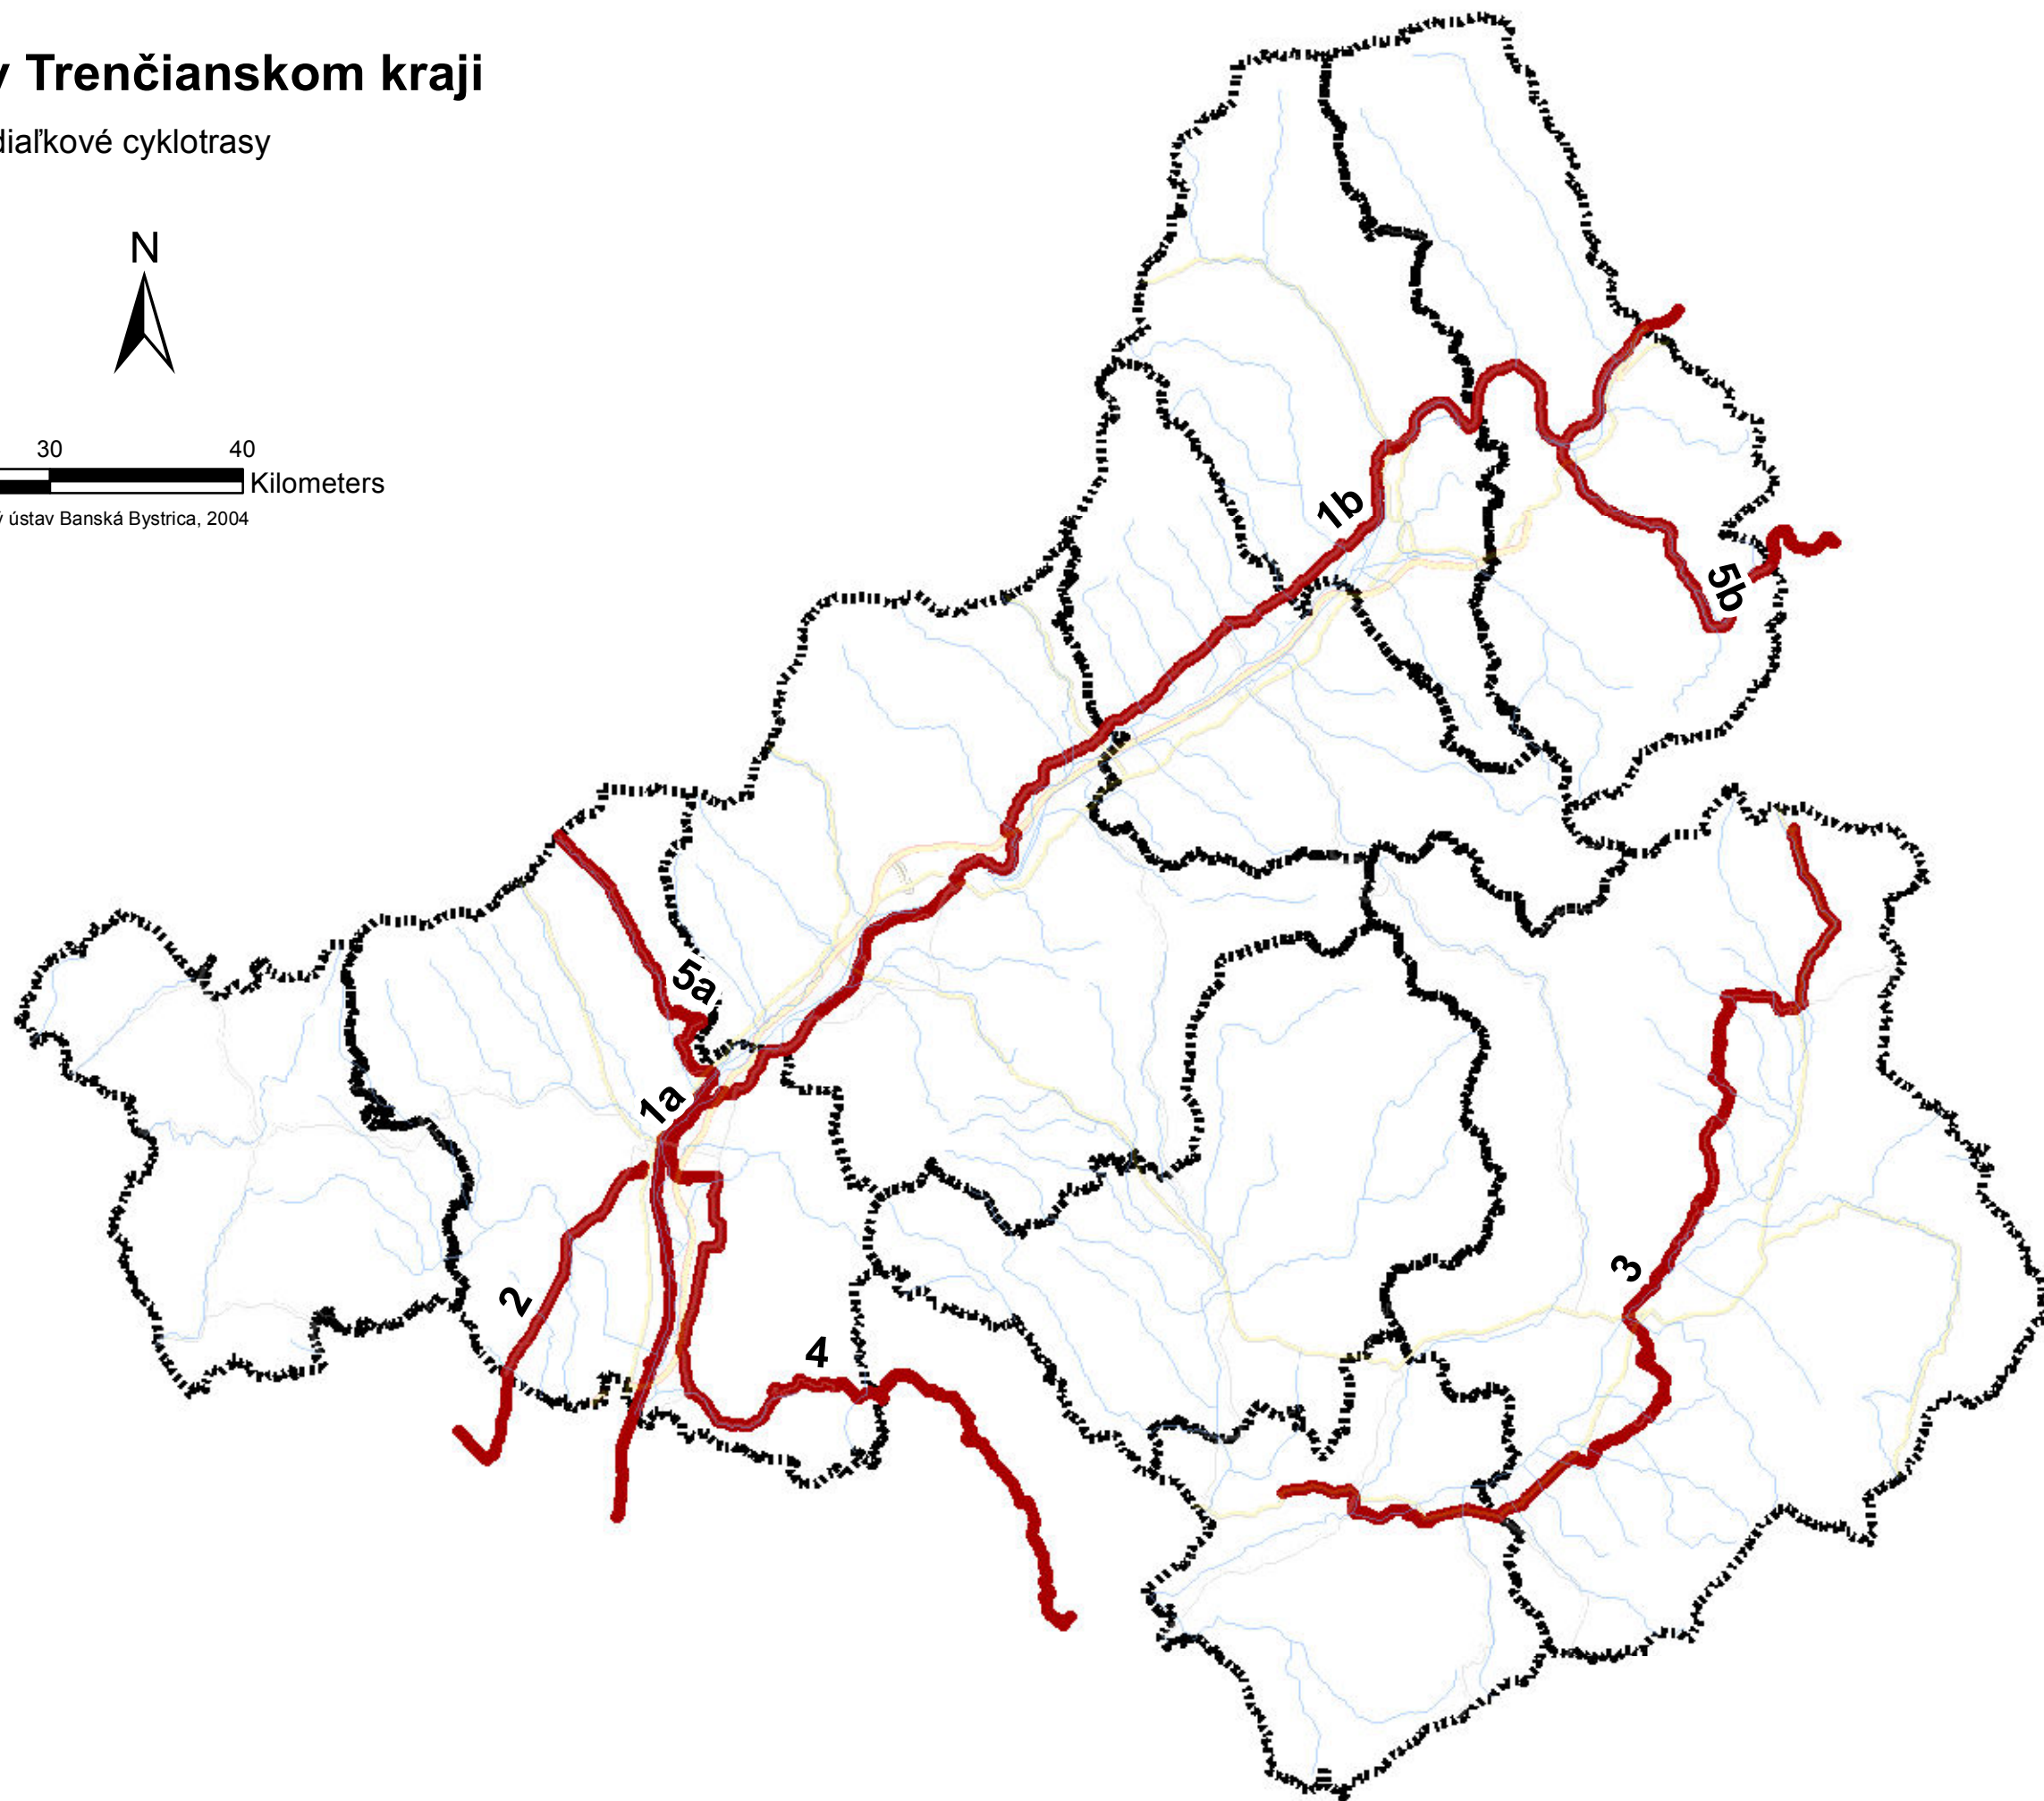 v Trenčianskom kraji
diaľkové cyklotrasy
N
30 40
Kilometers
ý ústav Banská Bystrica, 2004
1b
5b
5a
1a
3
2
4